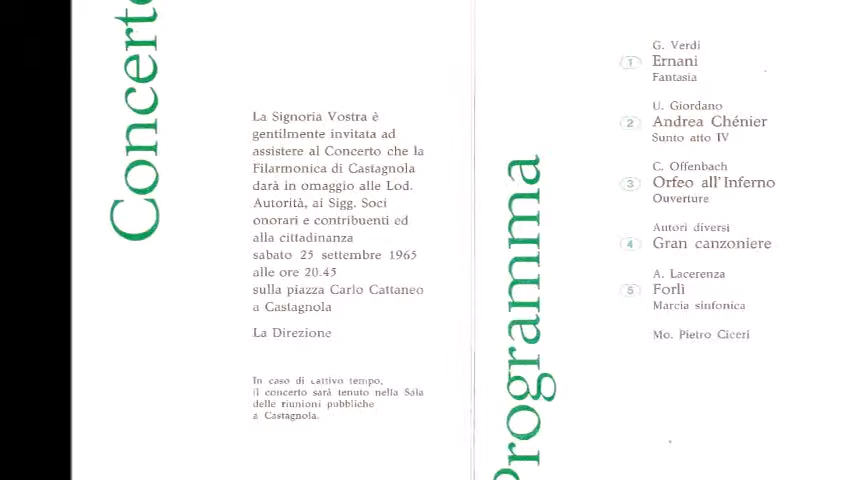 Concerto
La Signoria Vostra è
gentilmente invitata ad
assistere al Concerto che la
Filarmonica di Castagnola
darà in omaggio alle Lod.
Autorità, ai Sigg. Soci
onorari e contribuenti ed
alla cittadinanza
sabato 25 settembre 1965
alle ore 20.45
sulla piazza Carlo Cattaneo
a Castagnola
La Direzione
In caso di cattivo tempo,
il concerto sarà tenuto nella Sala
delle riunioni pubbliche
a Castagnola.
Programma
G. Verdi
1 Ernani
Fantasia
U. Giordano
2 Andrea Chénier
Sunto atto IV
C. Offenbach
3 Orfeo all'Inferno
Ouverture
Autori diversi
4 Gran canzoniere
A. Lacerenza
5 Forlì
Marcia sinfonica
Mo. Pietro Ciceri